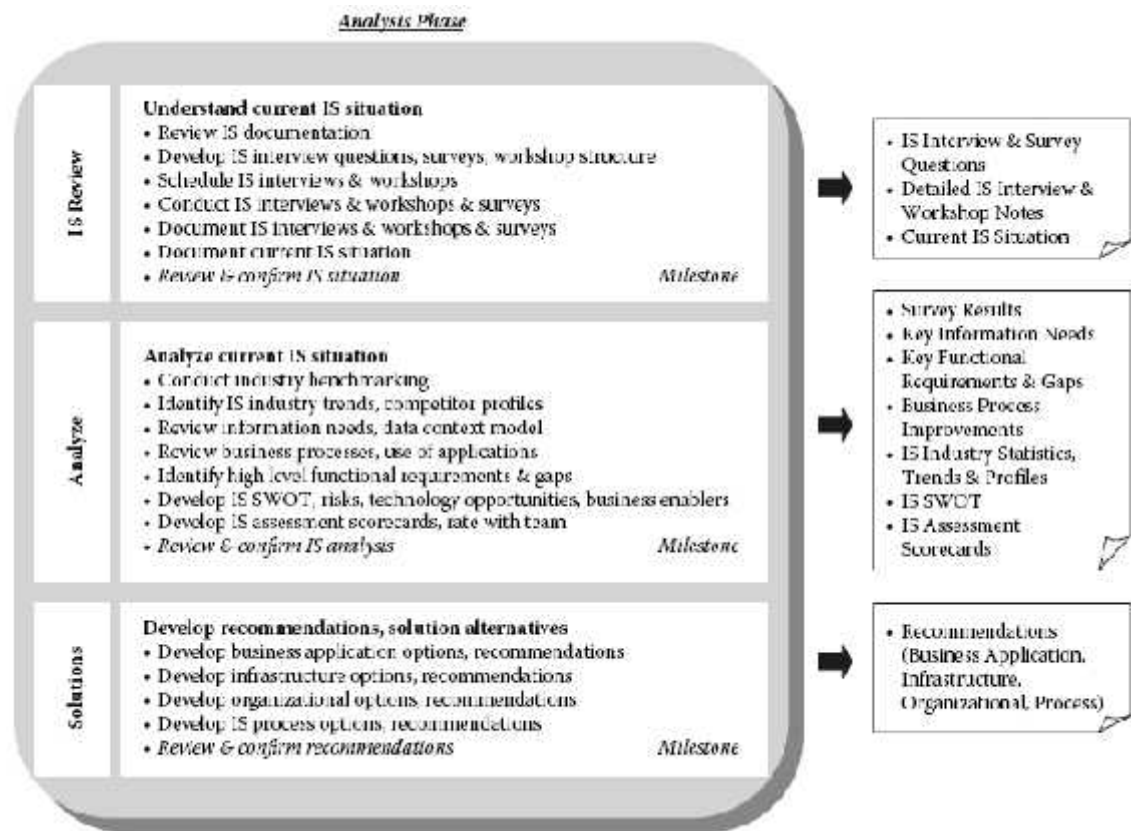 Analysis Phase
IS Review
Understand current IS situation
• Review IS documentation
• Develop IS interview questions, surveys, workshop structure
• Schedule IS interviews & workshops
• Conduct IS interviews & workshops & surveys
• Document IS interviews & workshops & surveys
• Document current IS situation
• Review & confirm IS situation Milestone
• IS Interview & Survey
Questions
• Detailed IS Interview &
Workshop Notes
• Current IS Situation
Analyze
Analyze current IS situation
• Conduct industry benchmarking
• Identify IS industry trends, competitor profiles
• Review information needs, data context model
• Review business processes, use of applications
• Identify high level functional requirements & gaps
• Develop IS SWOT, risks, technology opportunities, business enablers
• Develop IS assessment scorecards, rate with team
• Review & confirm IS analysis Milestone
• Survey Results
• Key Information Needs
• Key Functional
Requirements & Gaps
• Business Process
Improvements
• IS Industry Statistics,
Trends & Profiles
• IS SWOT
• IS Assessment
Scorecards
Solutions
Develop recommendations, solution alternatives
• Develop business application options, recommendations
• Develop infrastructure options, recommendations
• Develop organizational options, recommendations
• Develop IS process options, recommendations
• Review & confirm recommendations Milestone
• Recommendations
(Business Application,
Infrastructure,
Organizational, Process)